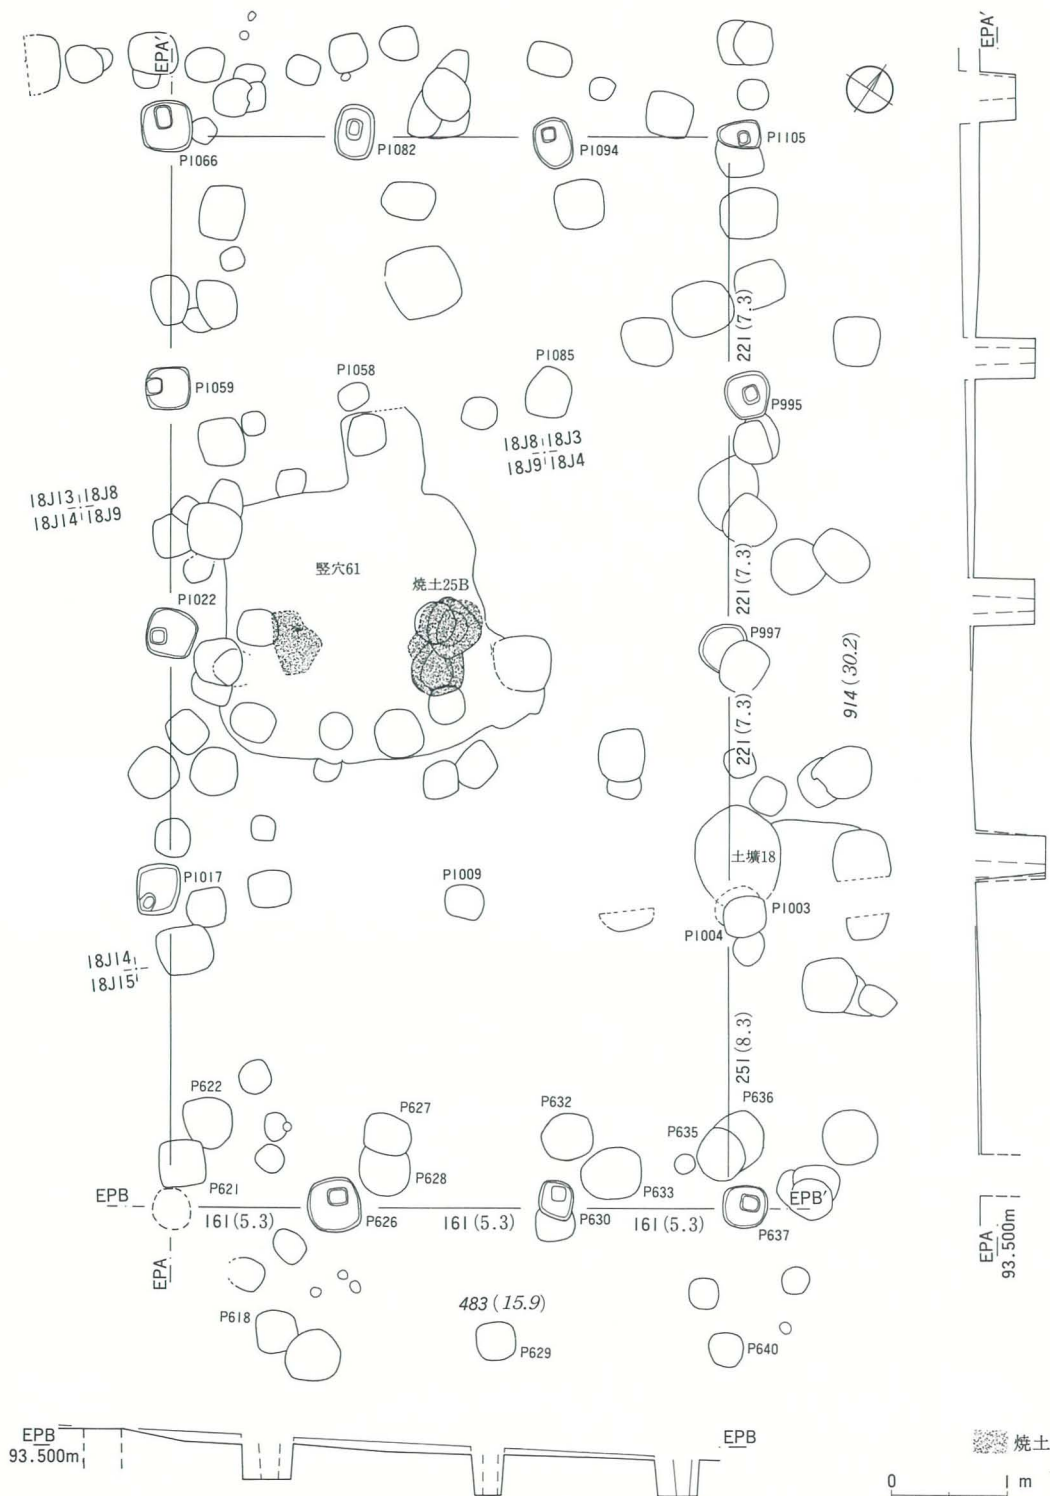 EPA'
EPA'
P1066
P1082
P1094
P1105
221(7.3)
P1059
P1058
P1085
P995
18J8 18J3
18J9 18J4
18J13 18J8
18J14 18J9
竪穴61
焼土25B
221(7.3)
P1022
P997
914(30.2)
221(7.3)
土壙18
P1017
P1009
P1003
P1004
18J14
18J15
251(8.3)
P622
P627
P632
P636
P635
P621
P628
P633
EPB
EPB'
161(5.3)
P626
161(5.3)
P630
161(5.3)
P637
EPA
EPA
93.500m
483(15.9)
P618
P629
P640
EPB
93.500m
EPB
焼土
0 1 m